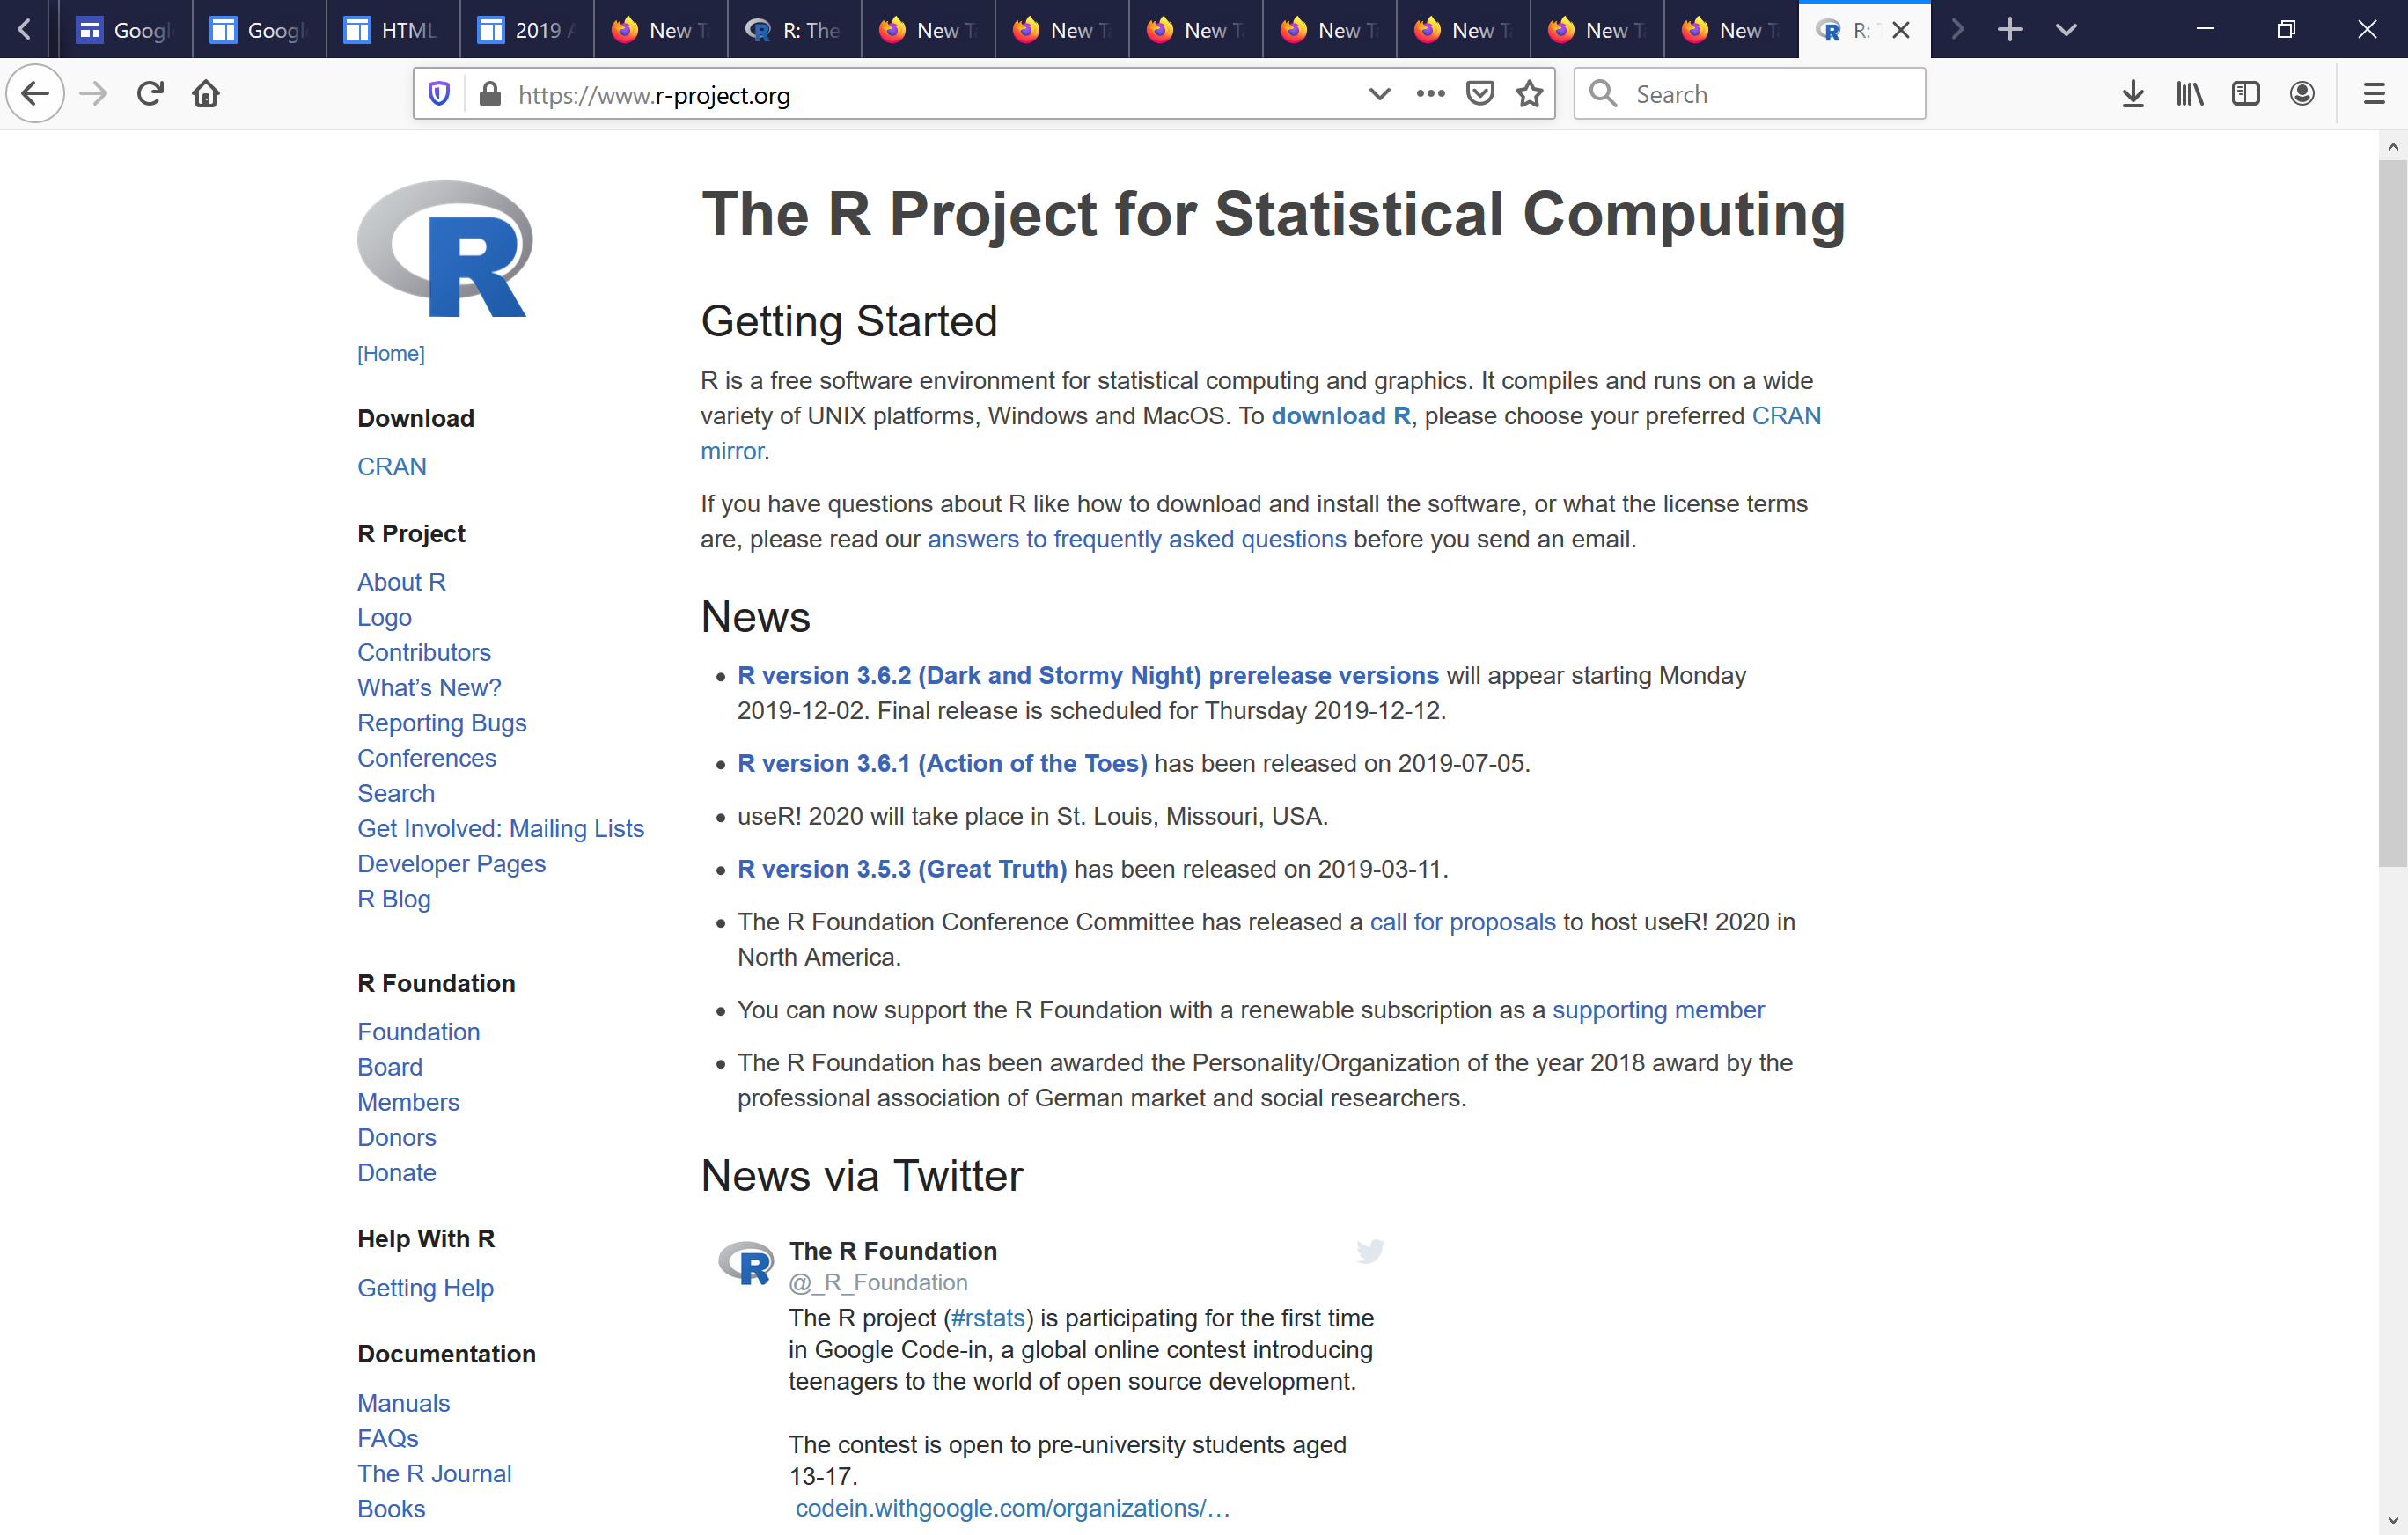 Googl
Googl
HTML
2019 A
New T
R: The
New T
New T
New T
New T
New T
New T
New T
R:
https://www.r-project.org
Search
R
[Home]
Download
CRAN
R Project
About R
Logo
Contributors
What’s New?
Reporting Bugs
Conferences
Search
Get Involved: Mailing Lists
Developer Pages
R Blog
R Foundation
Foundation
Board
Members
Donors
Donate
Help With R
Getting Help
Documentation
Manuals
FAQs
The R Journal
Books
The R Project for Statistical Computing
Getting Started
R is a free software environment for statistical computing and graphics. It compiles and runs on a wide
variety of UNIX platforms, Windows and MacOS. To download R, please choose your preferred CRAN
mirror.
If you have questions about R like how to download and install the software, or what the license terms
are, please read our answers to frequently asked questions before you send an email.
News
R version 3.6.2 (Dark and Stormy Night) prerelease versions will appear starting Monday
2019-12-02. Final release is scheduled for Thursday 2019-12-12.
R version 3.6.1 (Action of the Toes) has been released on 2019-07-05.
useR! 2020 will take place in St. Louis, Missouri, USA.
R version 3.5.3 (Great Truth) has been released on 2019-03-11.
The R Foundation Conference Committee has released a call for proposals to host useR! 2020 in
North America.
You can now support the R Foundation with a renewable subscription as a supporting member
The R Foundation has been awarded the Personality/Organization of the year 2018 award by the
professional association of German market and social researchers.
News via Twitter
R
The R Foundation
@_R_Foundation
The R project (#rstats) is participating for the first time
in Google Code-in, a global online contest introducing
teenagers to the world of open source development.
The contest is open to pre-university students aged
13-17.
codein.withgoogle.com/organizations/…